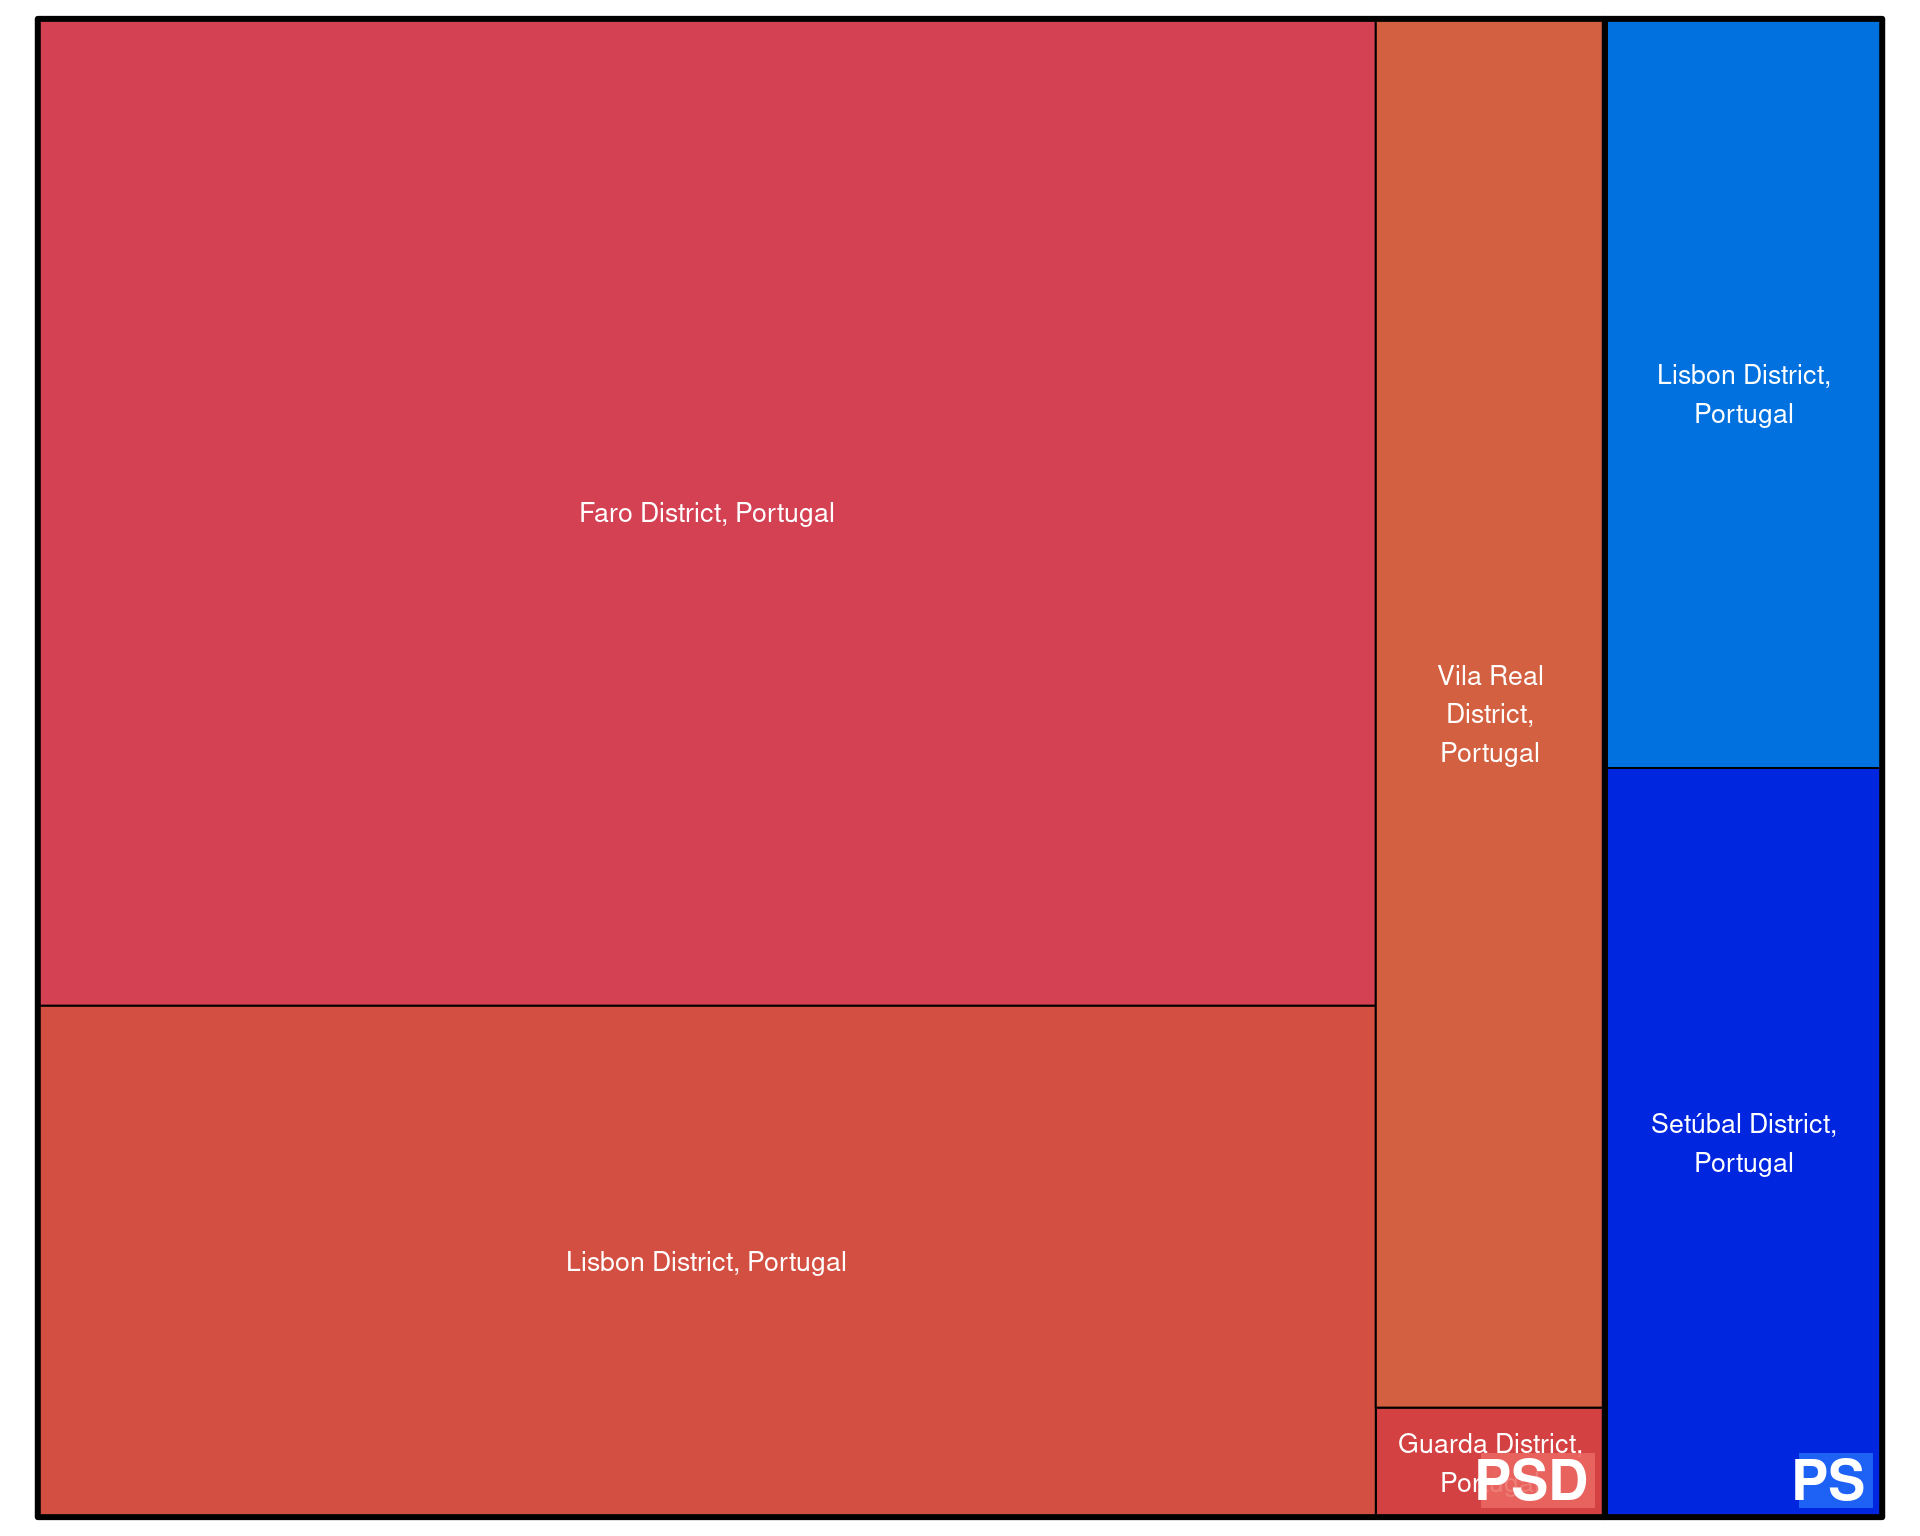 Faro District, Portugal
Lisbon District, Portugal
Vila Real
District,
Portugal
Guarda District,
PSD
Lisbon District,
Portugal
Setúbal District,
Portugal
PS